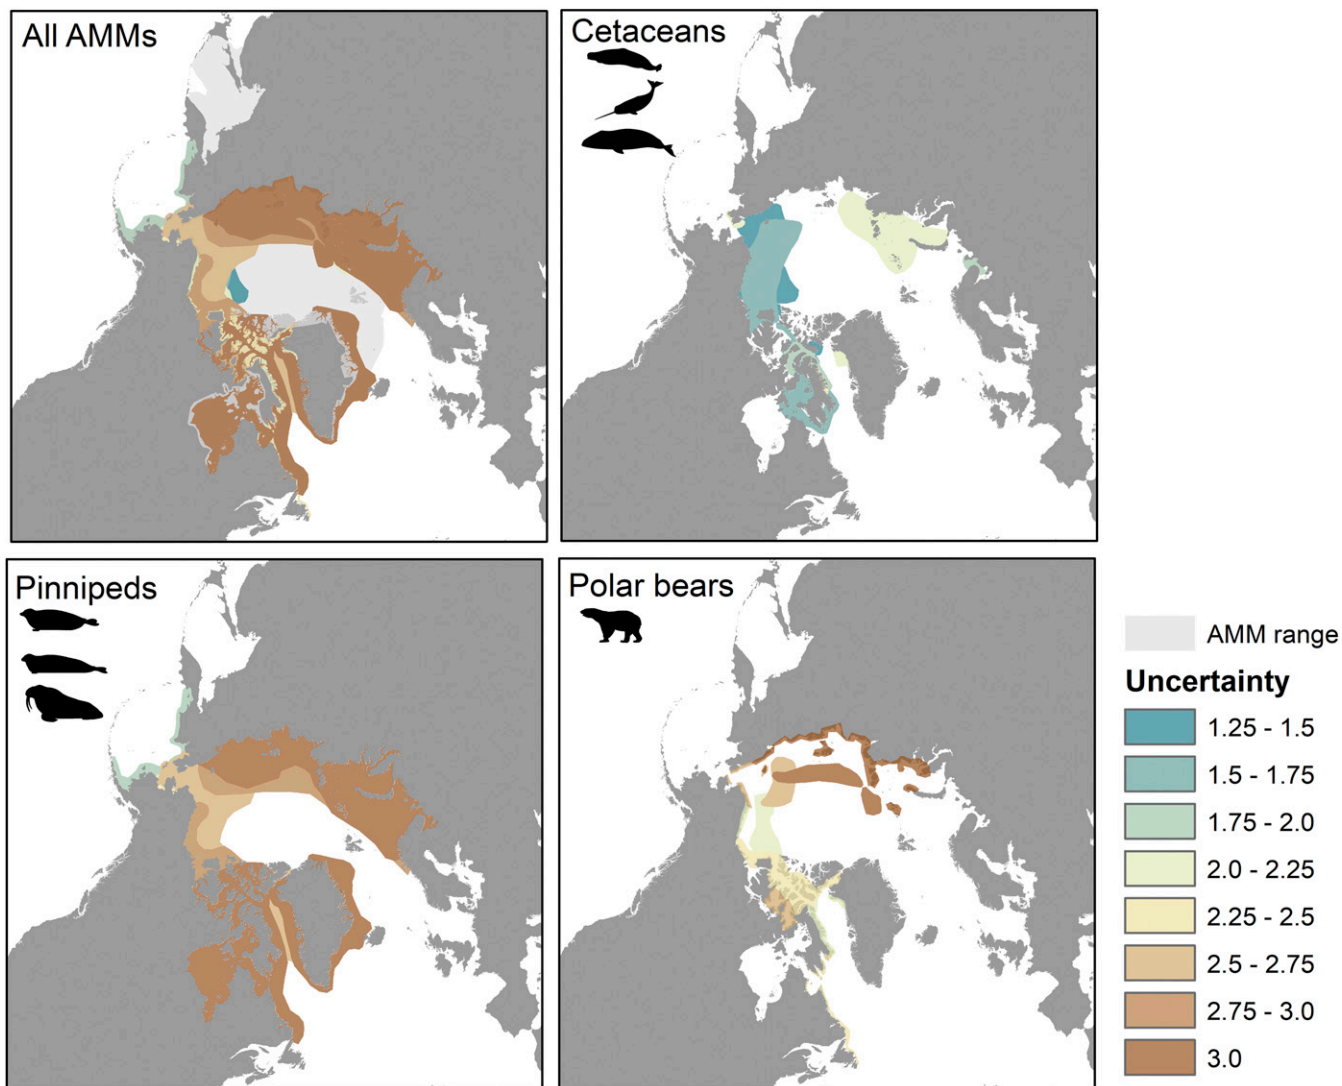 All AMMs
Cetaceans
Pinnipeds
Polar bears
AMM range
Uncertainty
1.25 - 1.5
1.5 - 1.75
1.75 - 2.0
2.0 - 2.25
2.25 - 2.5
2.5 - 2.75
2.75 - 3.0
3.0